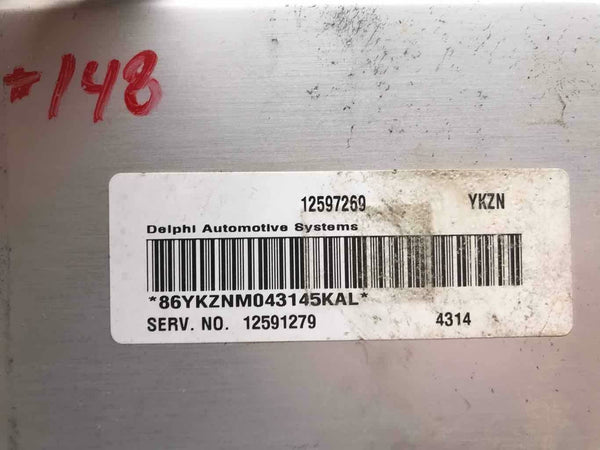 -148
12597269 YKZN
Delphi Automotive Systems
*86YKZNM043145KAL*
SERV. NO. 12591279 4314